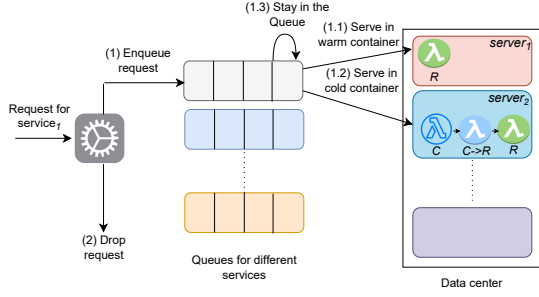 (1.3) Stay in the
Queue
(1.1) Serve in
warm container
(1) Enqueue
request
(1.2) Serve in
cold container
server1
λ
R
Request for
service1
server2
λ λ λ
C C->R R
(2) Drop
request
Queues for different
services
Data center